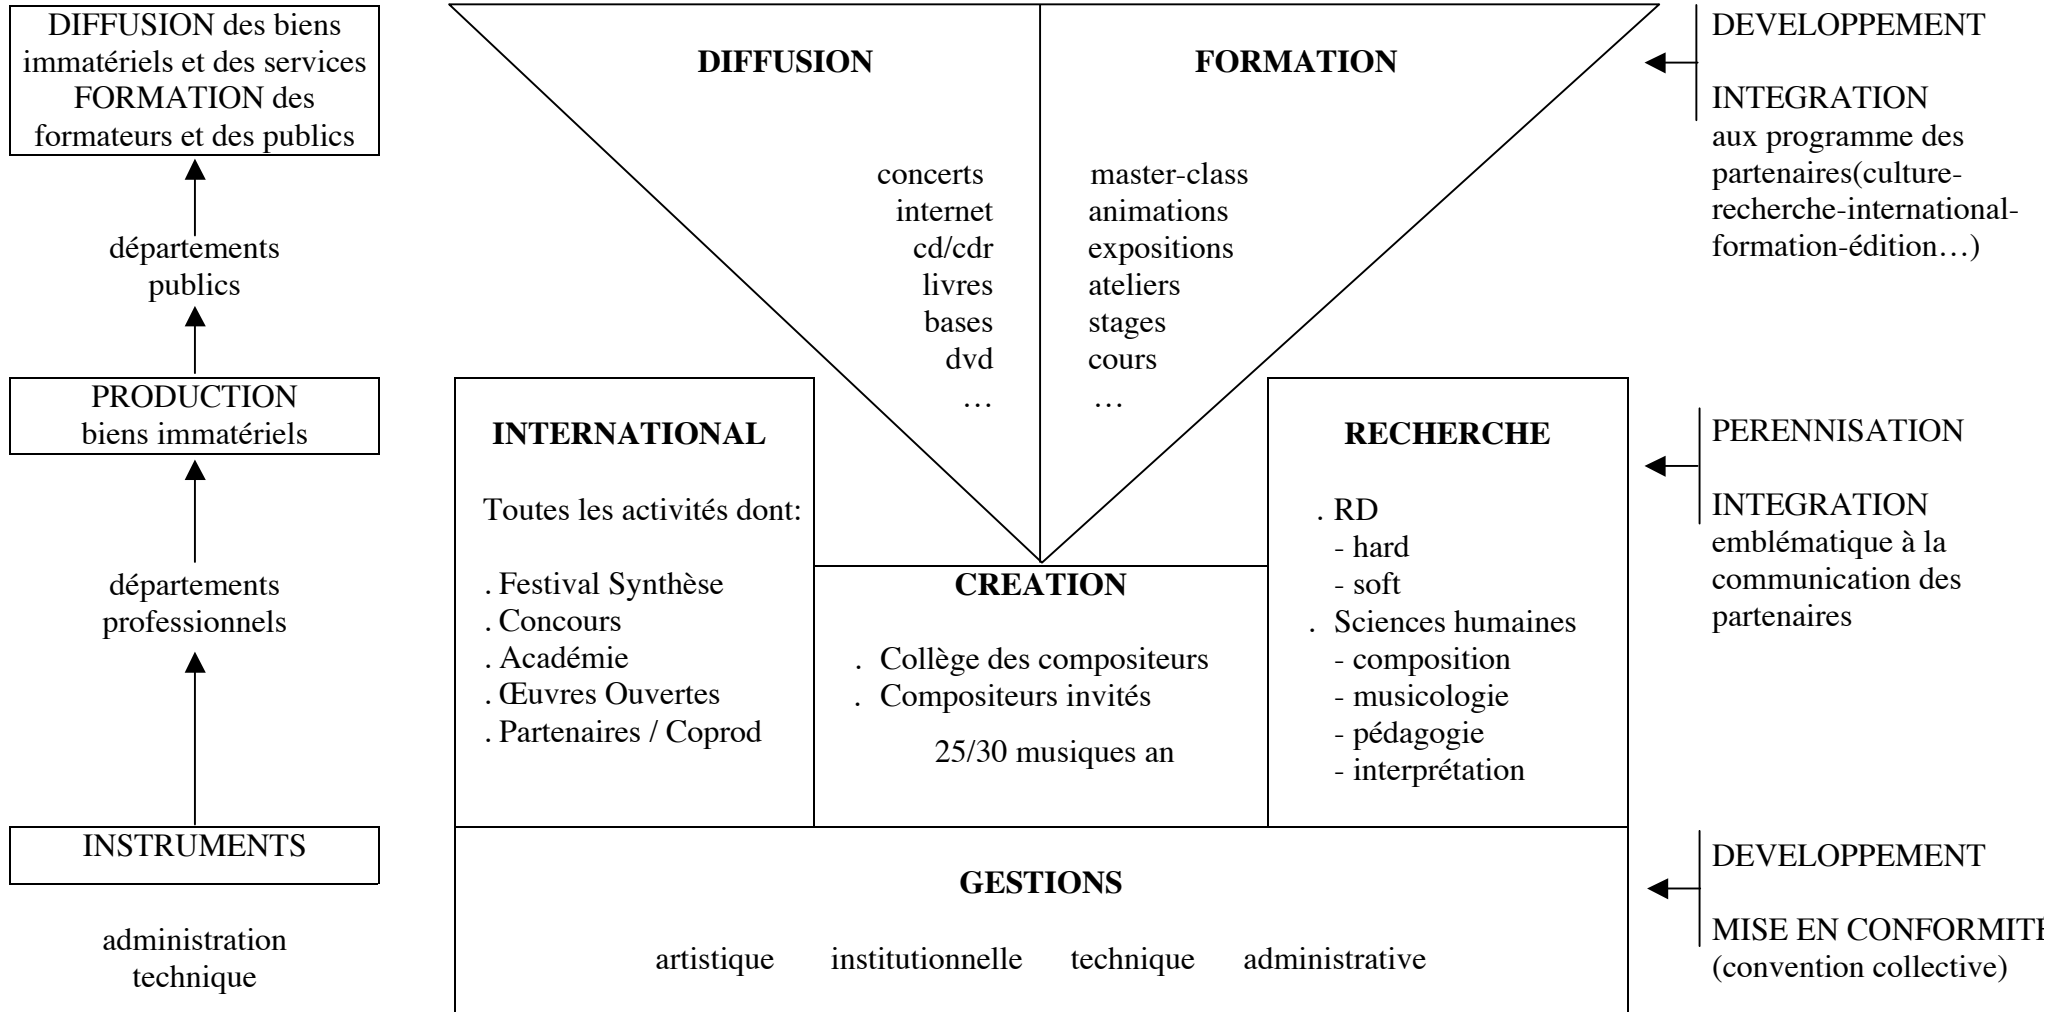 DIFFUSION des biens
immatériels et des services
FORMATION des
formateurs et des publics
départements
publics
PRODUCTION
biens immatériels
départements
professionnels
INSTRUMENTS
administration
technique
DIFFUSION
concerts
internet
cd/cdr
livres
bases
dvd
…
FORMATION
master-class
animations
expositions
ateliers
stages
cours
…
INTERNATIONAL
Toutes les activités dont:
. Festival Synthèse
. Concours
. Académie
. Œuvres Ouvertes
. Partenaires / Coprod
CREATION
. Collège des compositeurs
. Compositeurs invités
25/30 musiques an
RECHERCHE
. RD
- hard
- soft
. Sciences humaines
- composition
- musicologie
- pédagogie
- interprétation
GESTIONS
artistique institutionnelle technique administrative
DEVELOPPEMENT
INTEGRATION
aux programme des
partenaires(culture-
recherche-international-
formation-édition…)
PERENNISATION
INTEGRATION
emblématique à la
communication des
partenaires
DEVELOPPEMENT
MISE EN CONFORMITE
(convention collective)